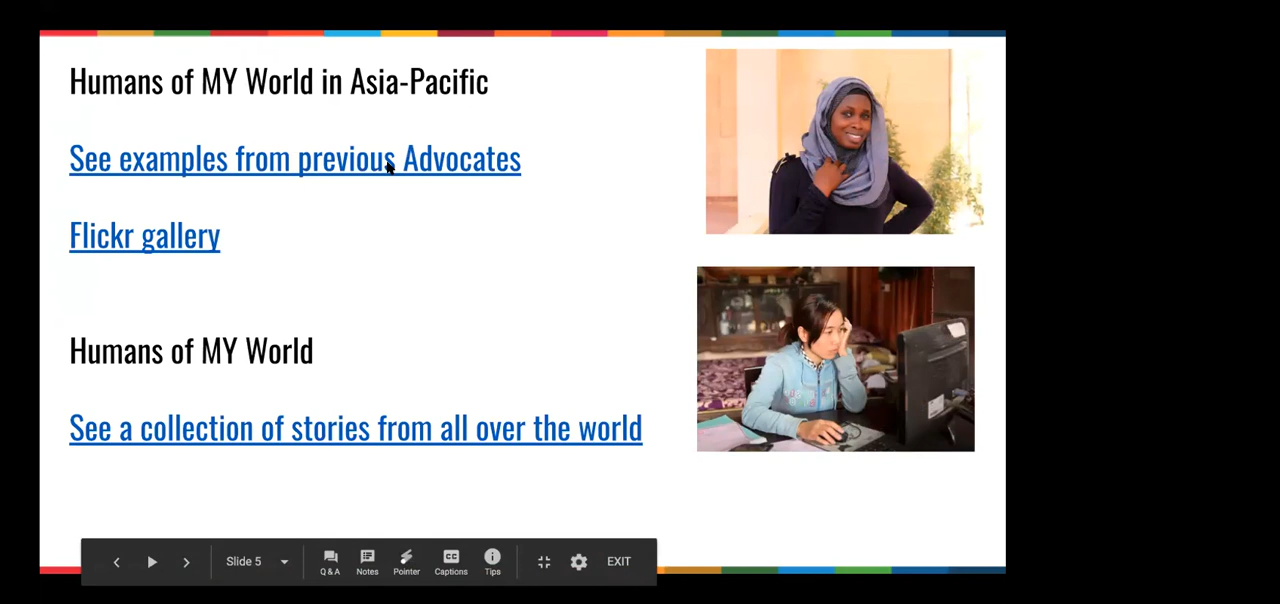 Humans of MY World in Asia-Pacific
See examples from previous Advocates
Flickr gallery
Humans of MY World
See a collection of stories from all over the world
Slide 5
Q & A
Notes
Pointer
CC
Captions
Tips
EXIT